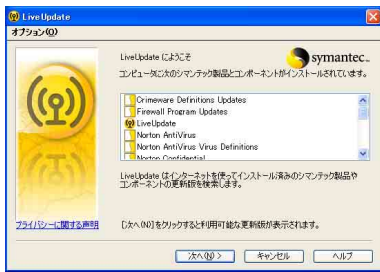 LiveUpdate
オプション(O)
LiveUpdate にようこそ
symantec.
コンピュータに次のシマンテック製品とコンポーネントがインストールされています。
Crimeware Definitions Updates
Firewall Program Updates
LiveUpdate
Norton AntiVirus
Norton AntiVirus Virus Definitions
Norton Confidential
LiveUpdate はインターネットを使ってインストール済みのシマンテック製品や
コンポーネントの更新版を検索します。
プライバシーに関する声明
[次へ(N)]をクリックすると利用可能な更新版が表示されます。
次へ(N) >
キャンセル
ヘルプ